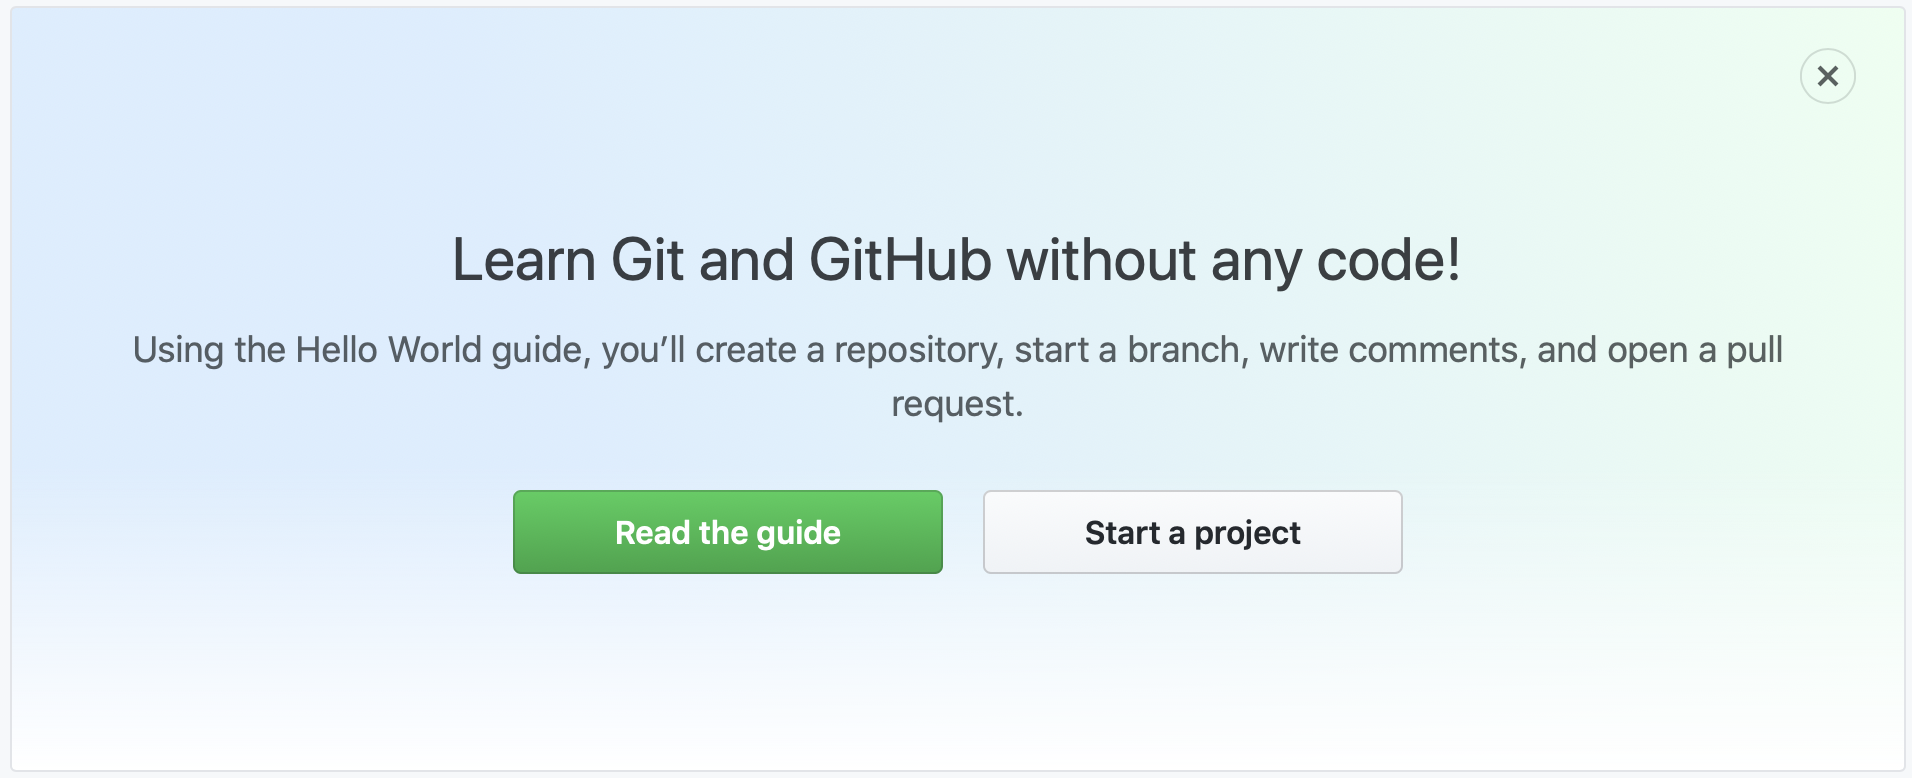 Learn Git and GitHub without any code!
Using the Hello World guide, you’ll create a repository, start a branch, write comments, and open a pull
request.
Read the guide
Start a project